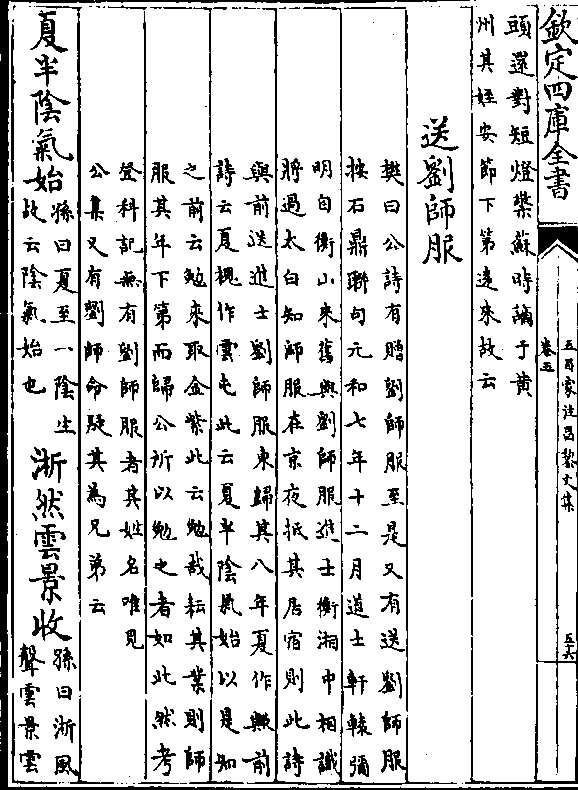 欽定四庫全書
五百家注昌黎文集
卷五
五六
頭還對短燈檠蘇時謫于黃
州其姪安節下第遠來故云
送劉師服
樊曰公詩有贈劉師服至是又有送劉師服
按石鼎聯句元和七年十二月道士軒轅彌
明自衡山來舊與劉師服進士衡湘中相識
將過太白知師服在京夜抵其居宿則此詩
與前送進士劉師服東歸其八年夏作歟前
詩云夏槐作雲屯此云夏半陰氣始以是知
之前云勉來取金紫此云勉哉耘其業則師
服其年下第而歸公所以勉之者如此然考
登科記無有劉師服者其姓名唯見
公集又有劉師命疑其為兄弟云
夏半陰氣始
孫曰夏至一陰生
故云陰氣始也
淅然雲景收
孫曰淅風
聲雲景雲